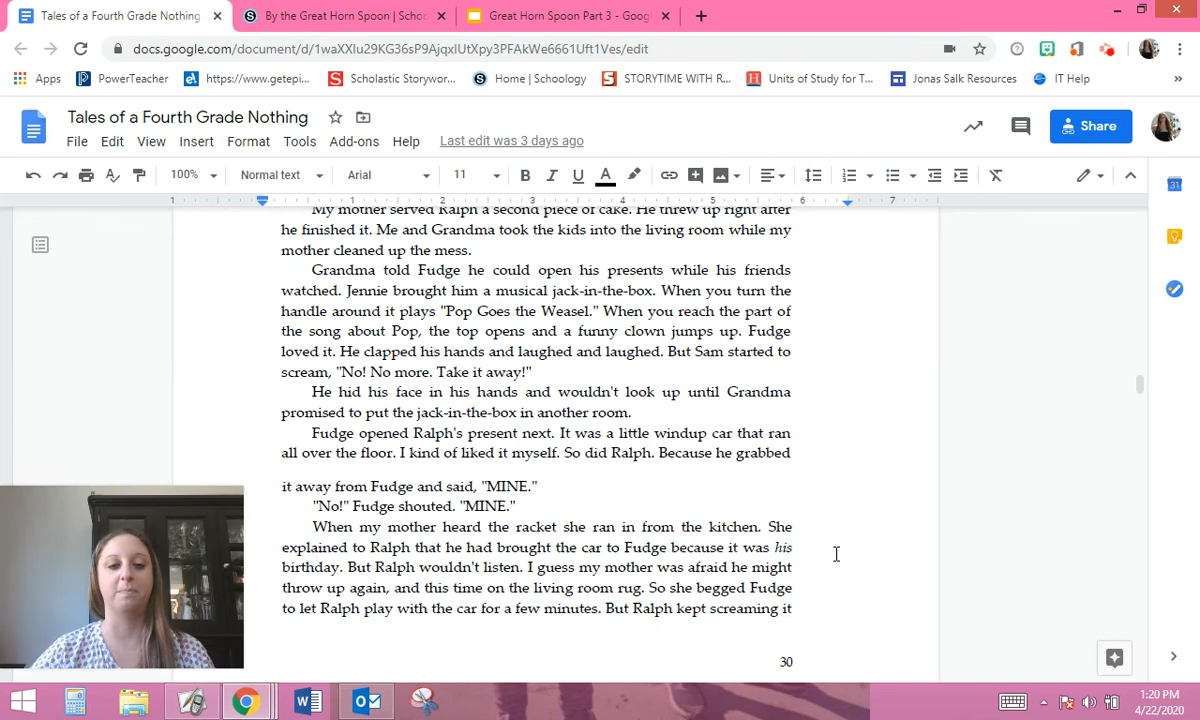 Tales of a Fourth Grade Nothing
By the Great Horn Spoon | Schoo
Great Horn Spoon Part 3 - Goog
docs.google.com/document/d/1waXXlu29KG36sP9AjqxlUtXpy3PFAkWe6661Uft1Ves/edit
Apps
PowerTeacher
https://www.getepi...
Scholastic Storywor...
Home | Schoology
STORYTIME WITH R...
Units of Study for T...
Jonas Salk Resources
IT Help
Tales of a Fourth Grade Nothing
Share
File Edit View Insert Format Tools Add-ons Help Last edit was 3 days ago
100% Normal text Arial 11 B I U A
1 1 2 3 4 5 6 7
My mother served Ralph a second piece of cake. He threw up right after
he finished it. Me and Grandma took the kids into the living room while my
mother cleaned up the mess.
Grandma told Fudge he could open his presents while his friends
watched. Jennie brought him a musical jack-in-the-box. When you turn the
handle around it plays "Pop Goes the Weasel." When you reach the part of
the song about Pop, the top opens and a funny clown jumps up. Fudge
loved it. He clapped his hands and laughed and laughed. But Sam started to
scream, "No! No more. Take it away!"
He hid his face in his hands and wouldn't look up until Grandma
promised to put the jack-in-the-box in another room.
Fudge opened Ralph's present next. It was a little windup car that ran
all over the floor. I kind of liked it myself. So did Ralph. Because he grabbed
it away from Fudge and said, "MINE."
"No!" Fudge shouted. "MINE."
When my mother heard the racket she ran in from the kitchen. She
explained to Ralph that he had brought the car to Fudge because it was his
birthday. But Ralph wouldn't listen. I guess my mother was afraid he might
throw up again, and this time on the living room rug. So she begged Fudge
to let Ralph play with the car for a few minutes. But Ralph kept screaming it
30
1:20 PM
4/22/2020